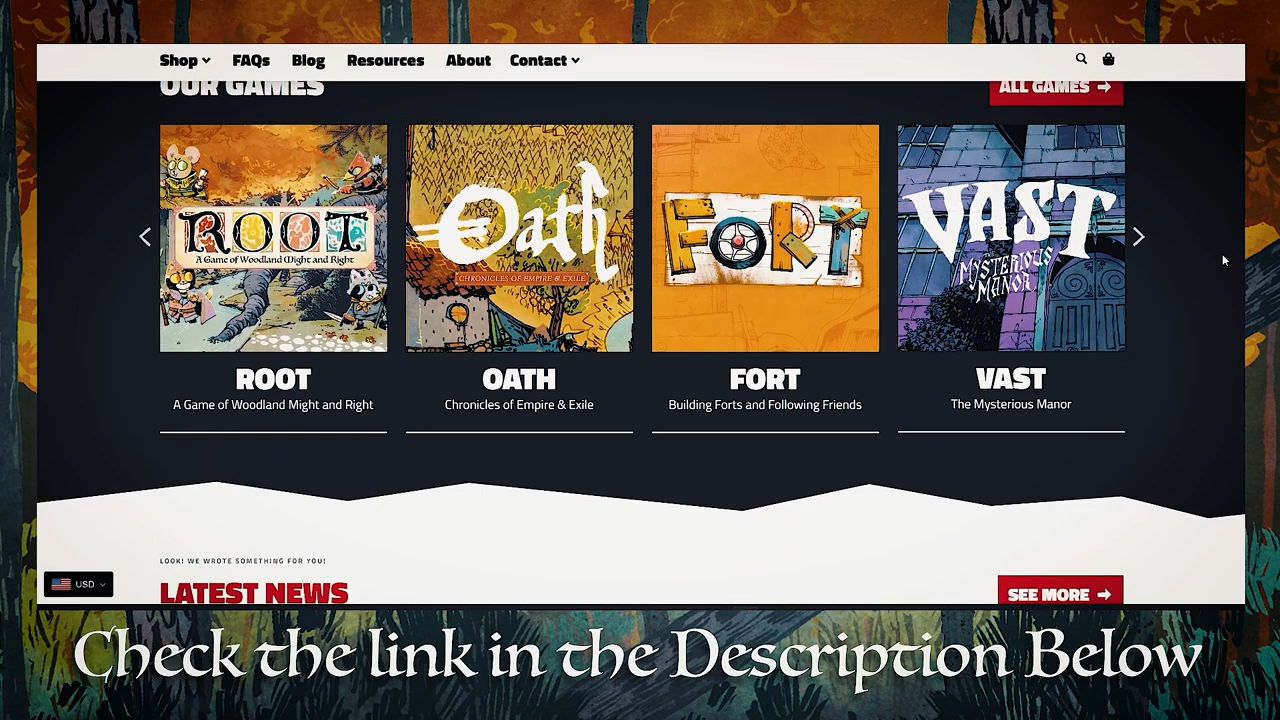 Shop FAQs Blog Resources About Contact
OUR GAMES
ALL GAMES
ROOT
A Game of Woodland Might and Right
Oath
CHRONICLES OF EMPIRE & EXILE
FORT
VAST
THE
MYSTERIOUS
MANOR
ROOT
A Game of Woodland Might and Right
OATH
Chronicles of Empire & Exile
FORT
Building Forts and Following Friends
VAST
The Mysterious Manor
LOOK! WE WROTE SOMETHING FOR YOU!
LATEST NEWS
SEE MORE
USD
Check the link in the Description Below